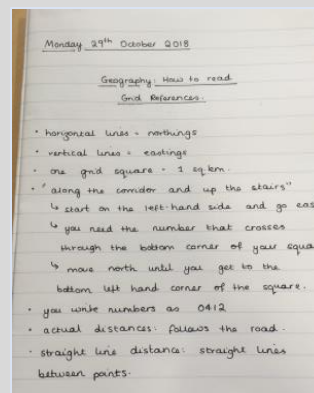 Monday 29th October 2018
Geography: How to read
Grid References.
• horizontal lines = northings
• vertical lines = eastings
• one grid square = 1 sq.km.
• "along the corridor and up the stairs"
↳ start on the left-hand side and go eas
↳ you need the number that crosses
through the bottom corner of your squa
↳ move north until you get to the
bottom left hand corner of the square.
• you write numbers as 0412
• actual distances: follows the road.
• straight line distance: straight lines
between points.